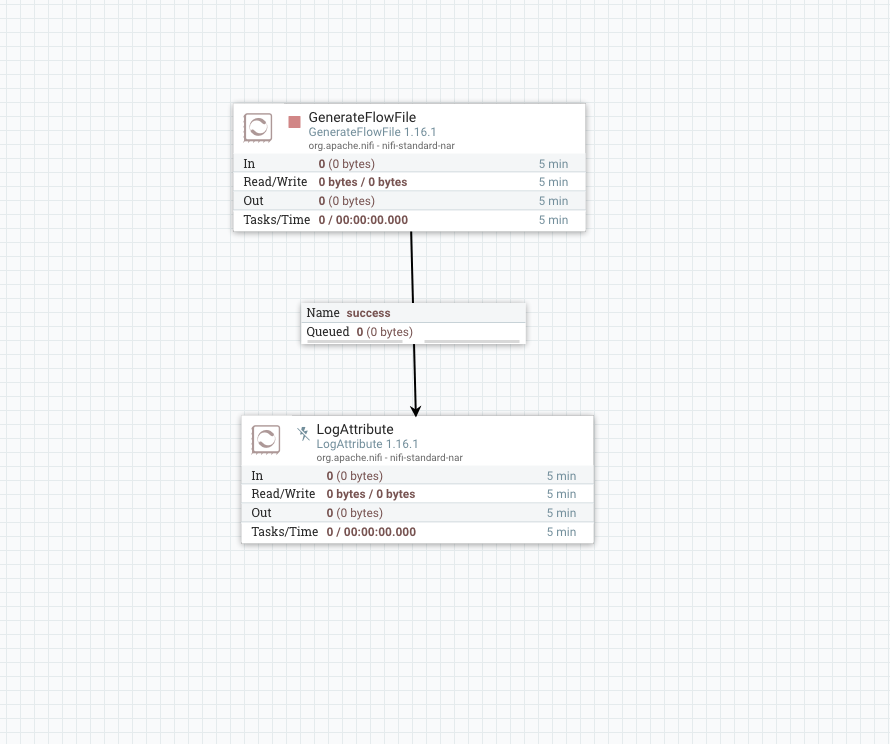 GenerateFlowFile
GenerateFlowFile 1.16.1
org.apache.nifi - nifi-standard-nar
In 0 (0 bytes) 5 min
Read/Write 0 bytes / 0 bytes 5 min
Out 0 (0 bytes) 5 min
Tasks/Time 0 / 00:00:00.000 5 min
Name success
Queued 0 (0 bytes)
LogAttribute
LogAttribute 1.16.1
org.apache.nifi - nifi-standard-nar
In 0 (0 bytes) 5 min
Read/Write 0 bytes / 0 bytes 5 min
Out 0 (0 bytes) 5 min
Tasks/Time 0 / 00:00:00.000 5 min